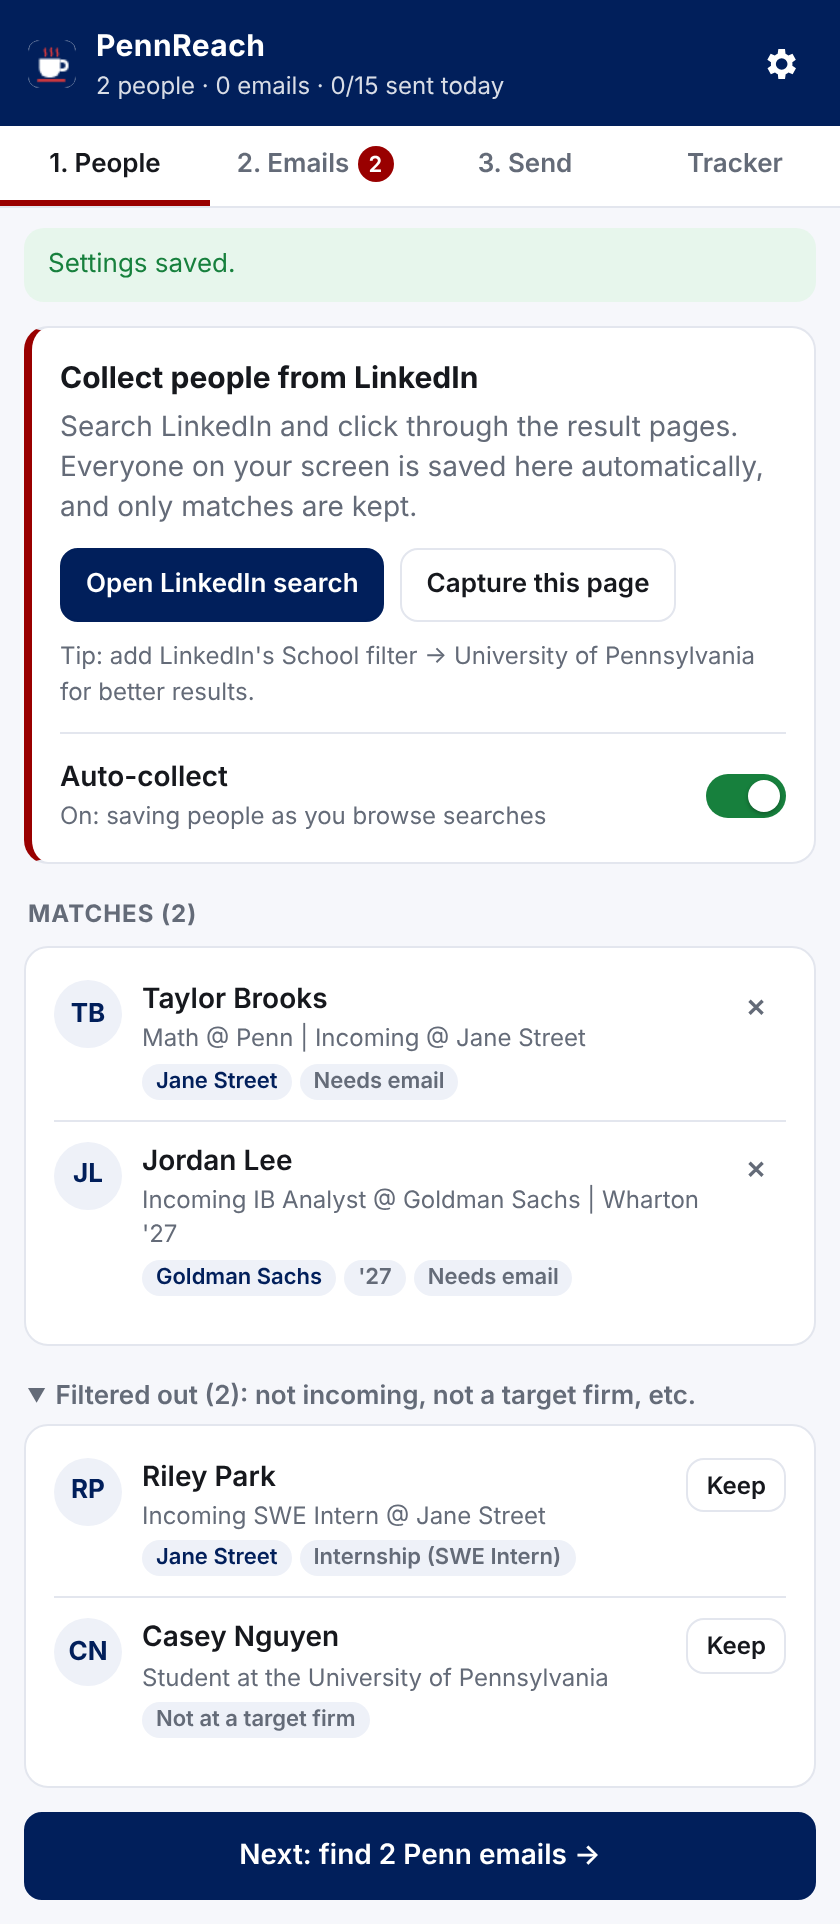 PennReach
2 people · 0 emails · 0/15 sent today
1. People
2. Emails 2
3. Send
Tracker
Settings saved.
Collect people from LinkedIn
Search LinkedIn and click through the result pages.
Everyone on your screen is saved here automatically,
and only matches are kept.
Open LinkedIn search
Capture this page
Tip: add LinkedIn's School filter → University of Pennsylvania
for better results.
Auto-collect
On: saving people as you browse searches
MATCHES (2)
TB
Taylor Brooks
×
Math @ Penn | Incoming @ Jane Street
Jane Street
Needs email
JL
Jordan Lee
×
Incoming IB Analyst @ Goldman Sachs | Wharton
'27
Goldman Sachs
'27
Needs email
▼ Filtered out (2): not incoming, not a target firm, etc.
RP
Riley Park
Keep
Incoming SWE Intern @ Jane Street
Jane Street
Internship (SWE Intern)
CN
Casey Nguyen
Keep
Student at the University of Pennsylvania
Not at a target firm
Next: find 2 Penn emails →